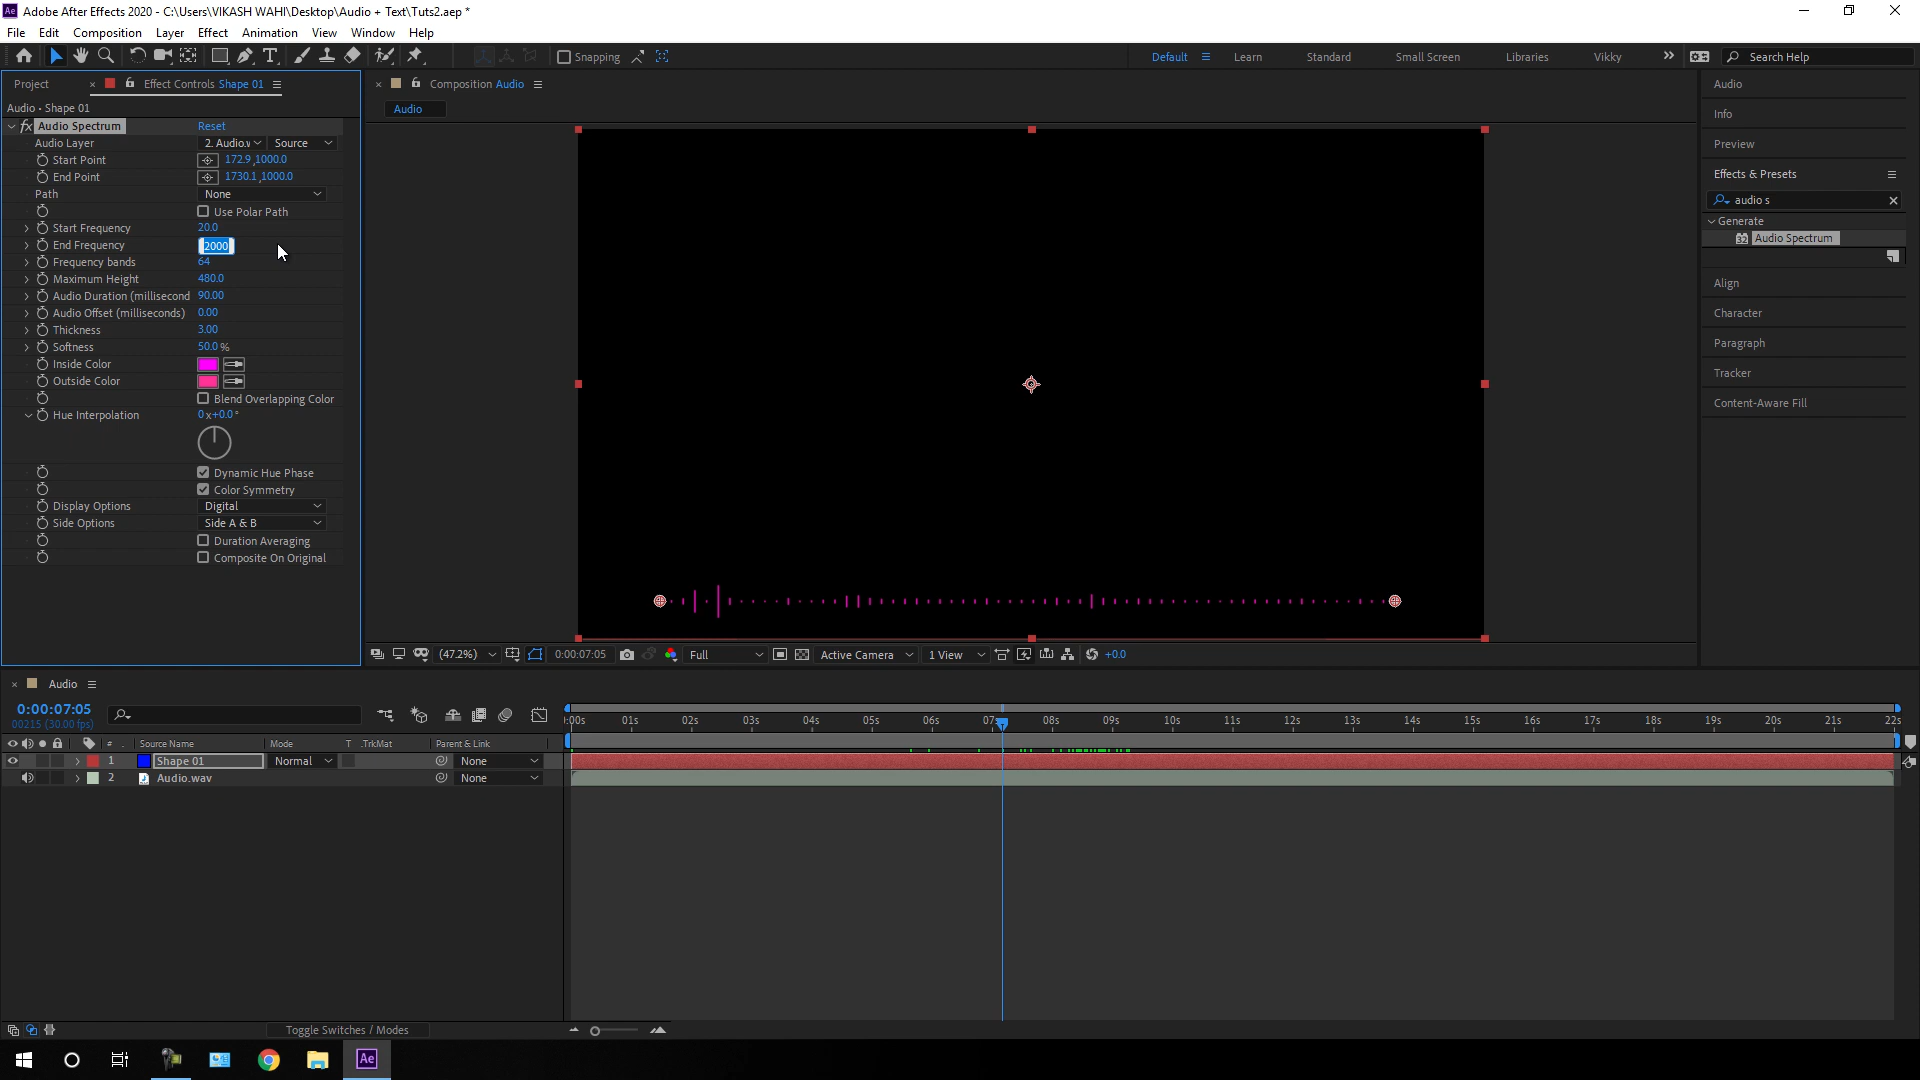 Adobe After Effects 2020 - C:\Users\VIKASH WAHI\Desktop\Audio + Text\Tuts2.aep *
File Edit Composition Layer Effect Animation View Window Help
Snapping Default Learn Standard Small Screen Libraries Vikky Search Help
Project Effect Controls Shape 01
Audio • Shape 01
fx Audio Spectrum Reset
Audio Layer 2. Audio.v Source
Start Point 172.9 ,1000.0
End Point 1730.1 ,1000.0
Path None
Use Polar Path
Start Frequency 20.0
End Frequency 2000
Frequency bands 64
Maximum Height 480.0
Audio Duration (millisecond 90.00
Audio Offset (milliseconds) 0.00
Thickness 3.00
Softness 50.0 %
Inside Color
Outside Color
Blend Overlapping Color
Hue Interpolation 0 x+0.0 °
Dynamic Hue Phase
Color Symmetry
Display Options Digital
Side Options Side A & B
Duration Averaging
Composite On Original
Composition Audio
Audio
(47.2%) 0:00:07:05 Full Active Camera 1 View +0.0
Audio
Info
Preview
Effects & Presets
audio s
Generate
32 Audio Spectrum
Align
Character
Paragraph
Tracker
Content-Aware Fill
Audio
0:00:07:05
00215 (30.00 fps)
:00s 01s 02s 03s 04s 05s 06s 07s 08s 09s 10s 11s 12s 13s 14s 15s 16s 17s 18s 19s 20s 21s 22s
# Source Name Mode T .TrkMat Parent & Link
1 Shape 01 Normal None
2 Audio.wav None
Toggle Switches / Modes
Ae